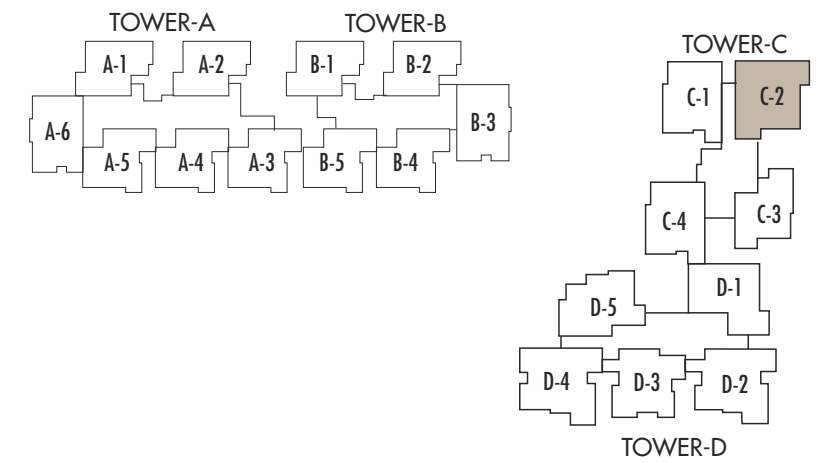 TOWER-A
A-1
A-2
A-6
A-5
A-4
A-3
TOWER-B
B-1
B-2
B-3
B-5
B-4
TOWER-C
C-1
C-2
C-4
C-3
D-1
D-5
D-4
D-3
D-2
TOWER-D